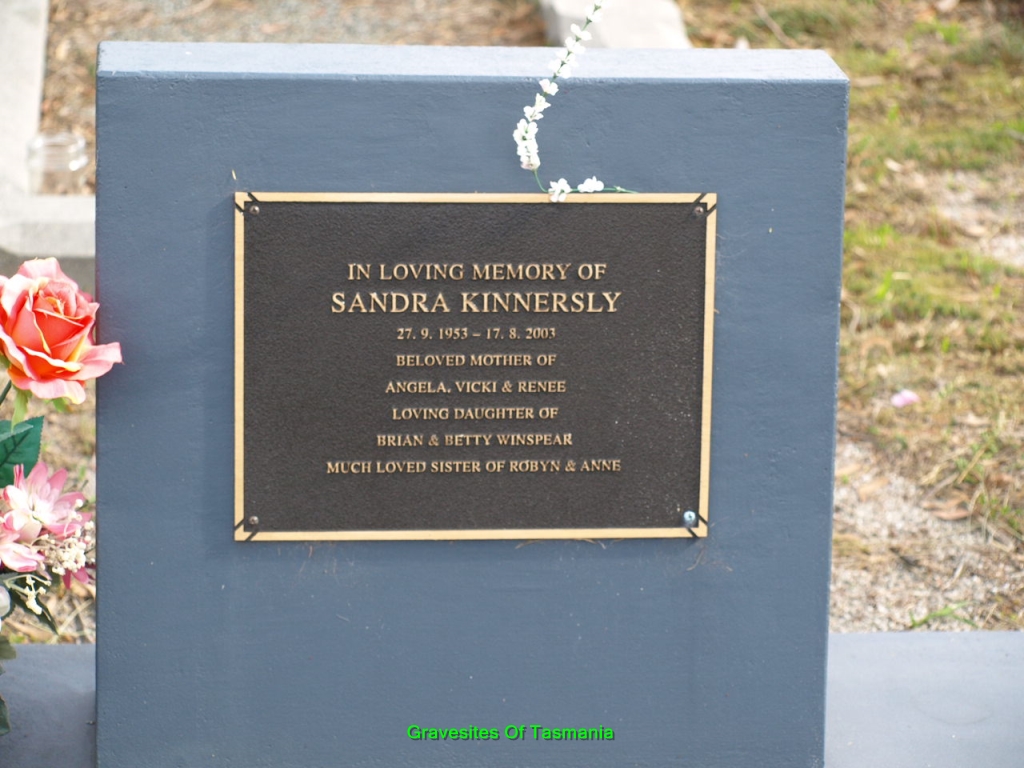 IN LOVING MEMORY OF
SANDRA KINNERSLY
27. 9. 1953 – 17. 8. 2003
BELOVED MOTHER OF
ANGELA, VICKI & RENEE
LOVING DAUGHTER OF
BRIAN & BETTY WINSPEAR
MUCH LOVED SISTER OF ROBYN & ANNE
Gravesites Of Tasmania